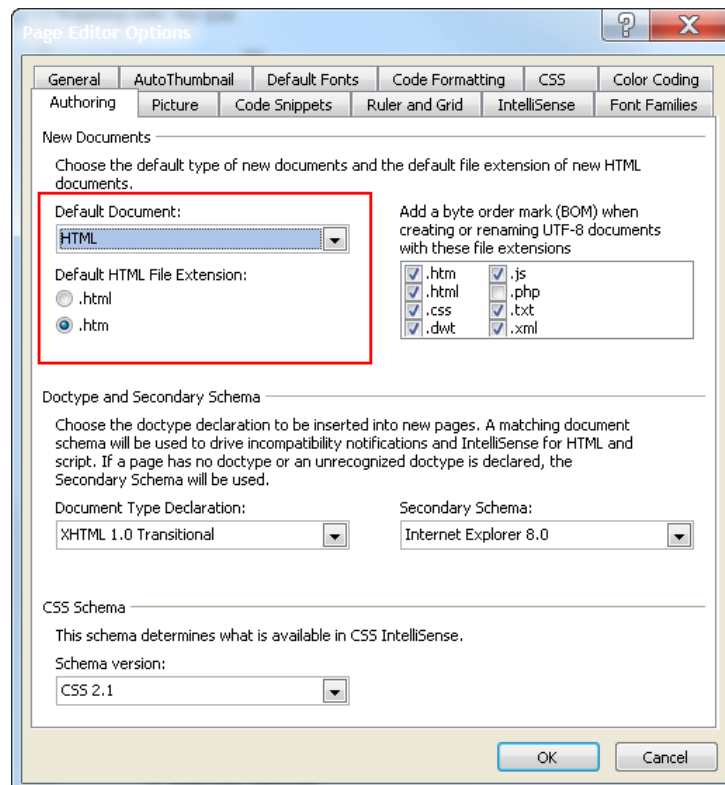 Page Editor Options
General AutoThumbnail Default Fonts Code Formatting CSS Color Coding
Authoring Picture Code Snippets Ruler and Grid IntelliSense Font Families
New Documents
Choose the default type of new documents and the default file extension of new HTML
documents.
Default Document:
HTML
Default HTML File Extension:
.html
.htm
Add a byte order mark (BOM) when
creating or renaming UTF-8 documents
with these file extensions
.htm .js
.html .php
.css .txt
.dwt .xml
Doctype and Secondary Schema
Choose the doctype declaration to be inserted into new pages. A matching document
schema will be used to drive incompatibility notifications and IntelliSense for HTML and
script. If a page has no doctype or an unrecognized doctype is declared, the
Secondary Schema will be used.
Document Type Declaration:
XHTML 1.0 Transitional
Secondary Schema:
Internet Explorer 8.0
CSS Schema
This schema determines what is available in CSS IntelliSense.
Schema version:
CSS 2.1
OK Cancel